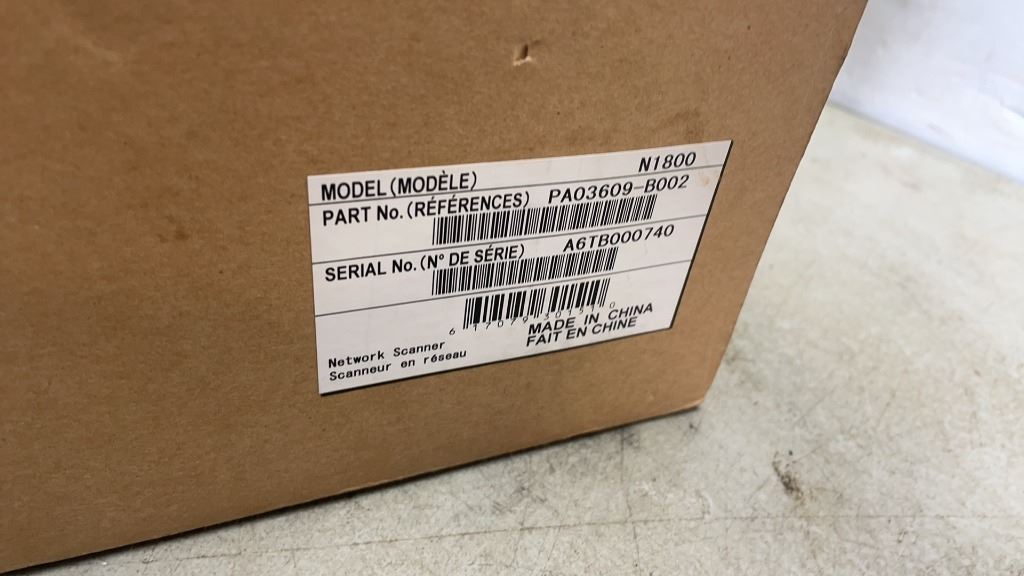 MODEL (MODÈLE) N1800
PART No. (RÉFÉRENCES) PA03609-B002
SERIAL No. (Nº DE SÉRIE) A6TB000740
MADE IN CHINA
FAIT EN CHINE
Network Scanner
Scanneur en réseau